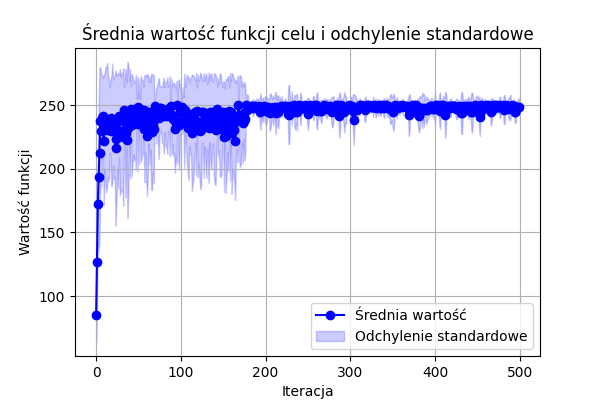 Średnia wartość funkcji celu i odchylenie standardowe
Wartość funkcji
250
200
150
100
0 100 200 300 400 500
Iteracja
Średnia wartość
Odchylenie standardowe